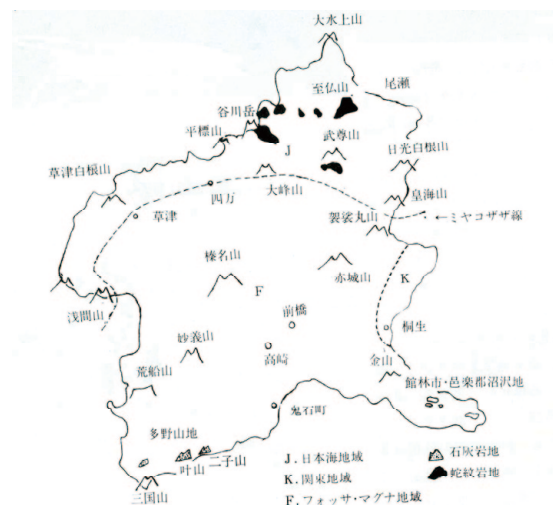 大水上山
至仏山
尾瀬
谷川岳
平標山
J
武尊山
日光白根山
草津白根山
四万
大峰山
皇海山
草津
袈裟丸山
←ミヤコザサ線
榛名山
赤城山
K
F
浅間山
前橋
桐生
妙義山
高崎
金山
荒船山
館林市・邑楽郡沼沢地
鬼石町
多野山地
二子山
叶山
三国山
J．日本海地域
石灰岩地
K．関東地域
蛇紋岩地
F．フォッサ・マグナ地域